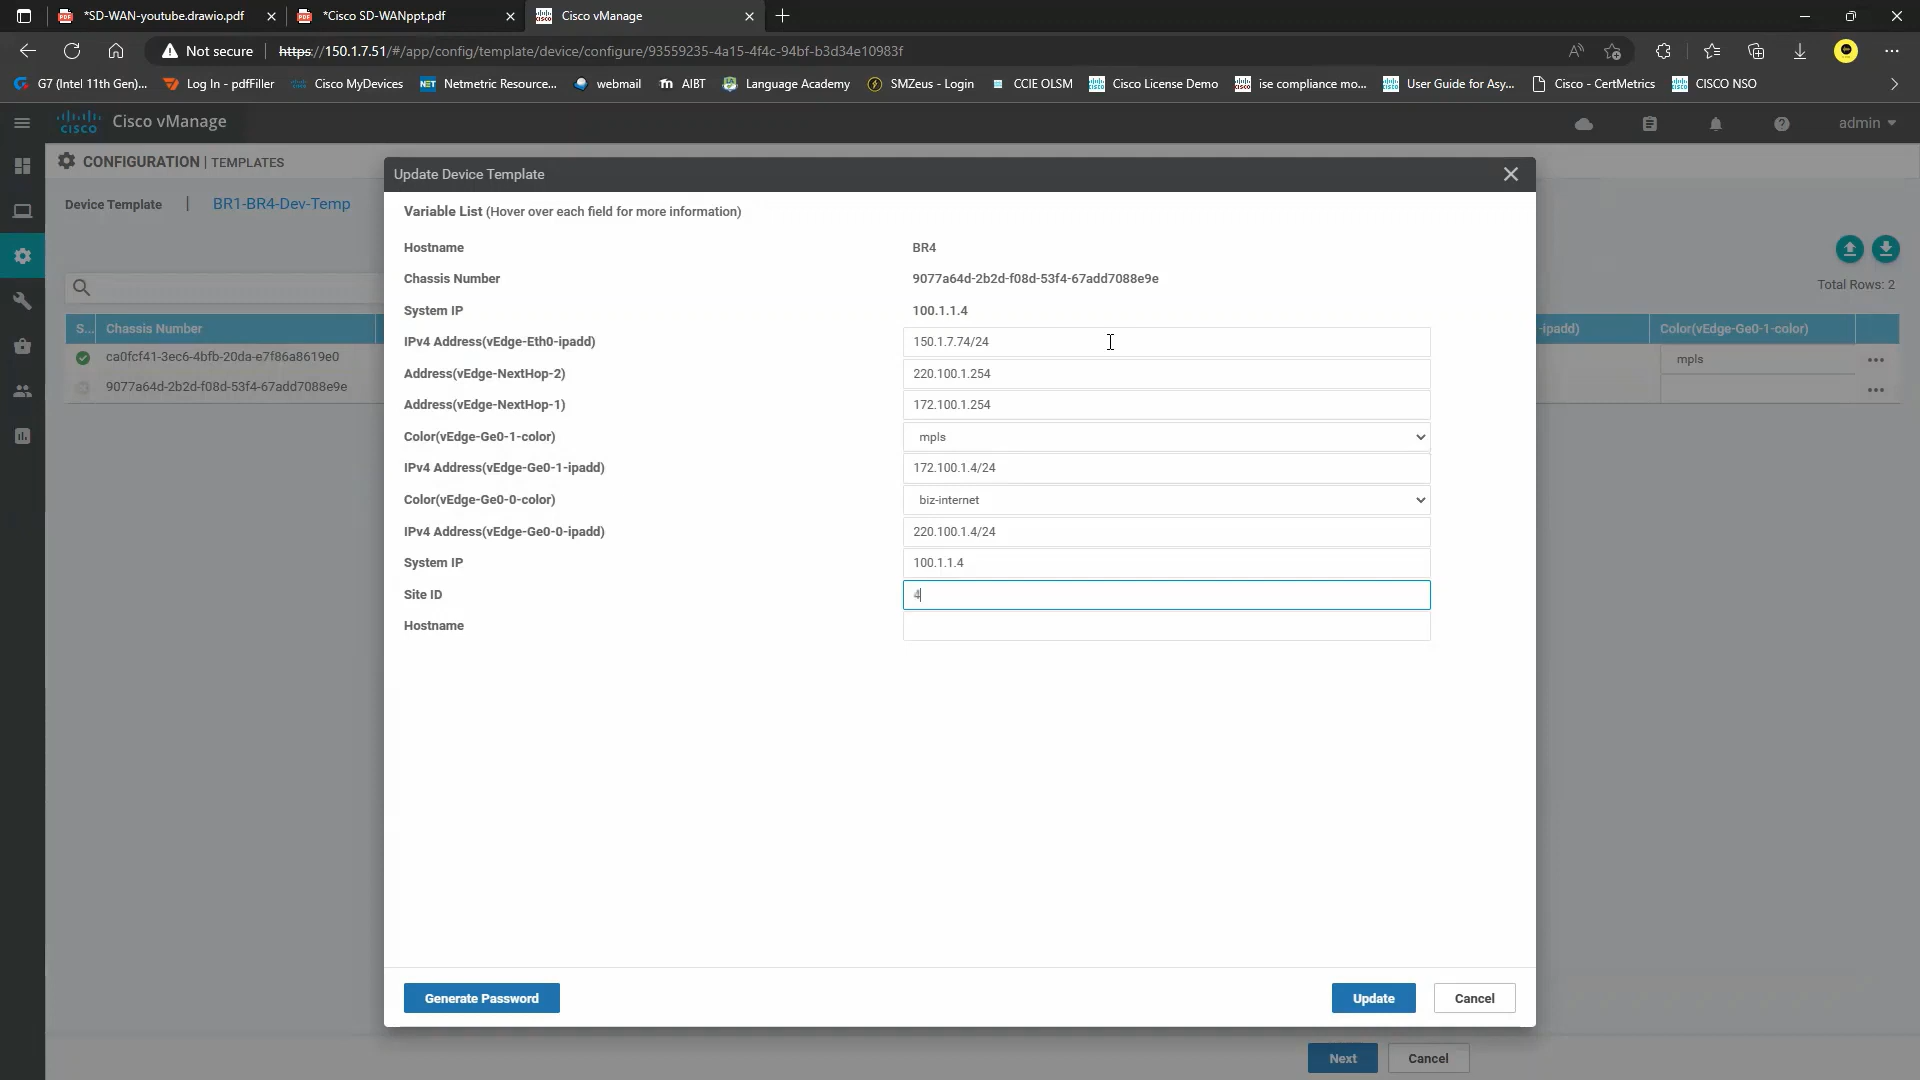 *SD-WAN-youtube.drawio.pdf
*Cisco SD-WANppt.pdf
Cisco vManage
Not secure
https://150.1.7.51/#/app/config/template/device/configure/93559235-4a15-4f4c-94bf-b3d34e10983f
G7 (Intel 11th Gen)...
Log In - pdfFiller
Cisco MyDevices
Netmetric Resource...
webmail
AIBT
Language Academy
SMZeus - Login
CCIE OLSM
Cisco License Demo
ise compliance mo...
User Guide for Asy...
Cisco - CertMetrics
CISCO NSO
cisco
Cisco vManage
admin
CONFIGURATION | TEMPLATES
Device Template | BR1-BR4-Dev-Temp
Total Rows: 2
S...
Chassis Number
-ipadd)
Color(vEdge-Ge0-1-color)
ca0fcf41-3ec6-4bfb-20da-e7f86a8619e0
mpls
9077a64d-2b2d-f08d-53f4-67add7088e9e
Update Device Template
Variable List (Hover over each field for more information)
Hostname
BR4
Chassis Number
9077a64d-2b2d-f08d-53f4-67add7088e9e
System IP
100.1.1.4
IPv4 Address(vEdge-Eth0-ipadd)
150.1.7.74/24
Address(vEdge-NextHop-2)
220.100.1.254
Address(vEdge-NextHop-1)
172.100.1.254
Color(vEdge-Ge0-1-color)
mpls
IPv4 Address(vEdge-Ge0-1-ipadd)
172.100.1.4/24
Color(vEdge-Ge0-0-color)
biz-internet
IPv4 Address(vEdge-Ge0-0-ipadd)
220.100.1.4/24
System IP
100.1.1.4
Site ID
4
Hostname
Generate Password
Update
Cancel
Next
Cancel